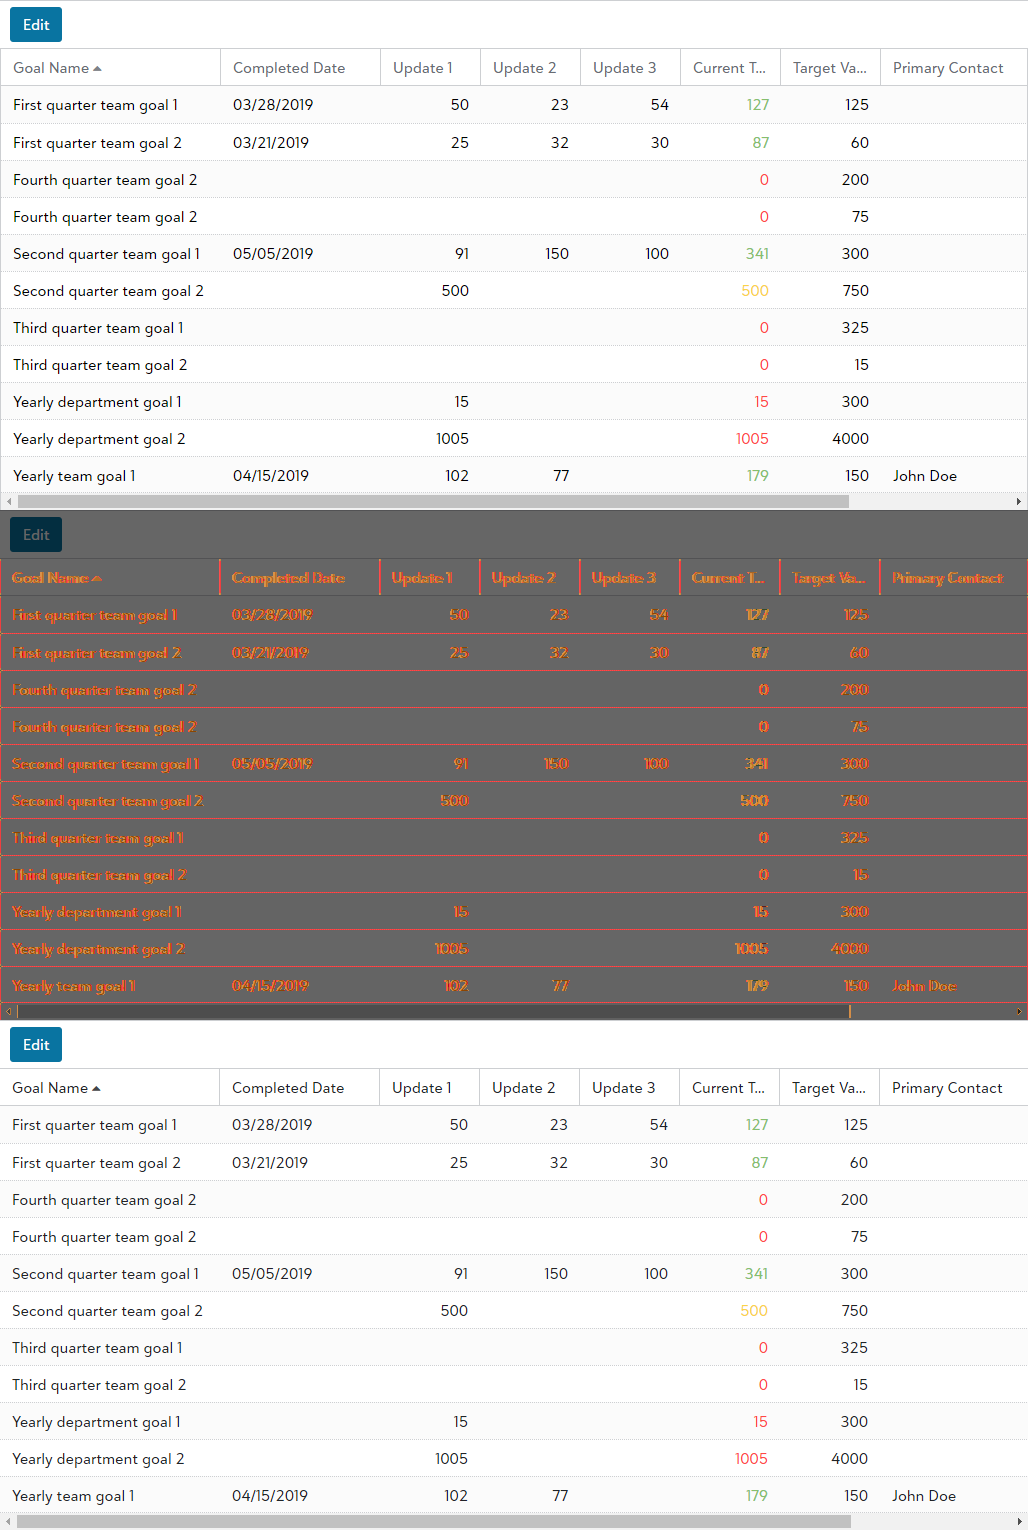 Edit
Goal Name Completed Date Update 1 Update 2 Update 3 Current T... Target Va... Primary Contact
First quarter team goal 1 03/28/2019 50 23 54 127 125
First quarter team goal 2 03/21/2019 25 32 30 87 60
Fourth quarter team goal 2 0 200
Fourth quarter team goal 2 0 75
Second quarter team goal 1 05/05/2019 91 150 100 341 300
Second quarter team goal 2 500 500 750
Third quarter team goal 1 0 325
Third quarter team goal 2 0 15
Yearly department goal 1 15 15 300
Yearly department goal 2 1005 1005 4000
Yearly team goal 1 04/15/2019 102 77 179 150 John Doe
Edit
Goal Name Completed Date Update 1 Update 2 Update 3 Current T... Target Va... Primary Contact
First quarter team goal 1 03/28/2019 50 23 54 127 125
First quarter team goal 2 03/21/2019 25 32 30 87 60
Fourth quarter team goal 2 0 200
Fourth quarter team goal 2 0 75
Second quarter team goal 1 05/05/2019 91 150 100 341 300
Second quarter team goal 2 500 500 750
Third quarter team goal 1 0 325
Third quarter team goal 2 0 15
Yearly department goal 1 15 15 300
Yearly department goal 2 1005 1005 4000
Yearly team goal 1 04/15/2019 102 77 179 150 John Doe
Edit
Goal Name Completed Date Update 1 Update 2 Update 3 Current T... Target Va... Primary Contact
First quarter team goal 1 03/28/2019 50 23 54 127 125
First quarter team goal 2 03/21/2019 25 32 30 87 60
Fourth quarter team goal 2 0 200
Fourth quarter team goal 2 0 75
Second quarter team goal 1 05/05/2019 91 150 100 341 300
Second quarter team goal 2 500 500 750
Third quarter team goal 1 0 325
Third quarter team goal 2 0 15
Yearly department goal 1 15 15 300
Yearly department goal 2 1005 1005 4000
Yearly team goal 1 04/15/2019 102 77 179 150 John Doe